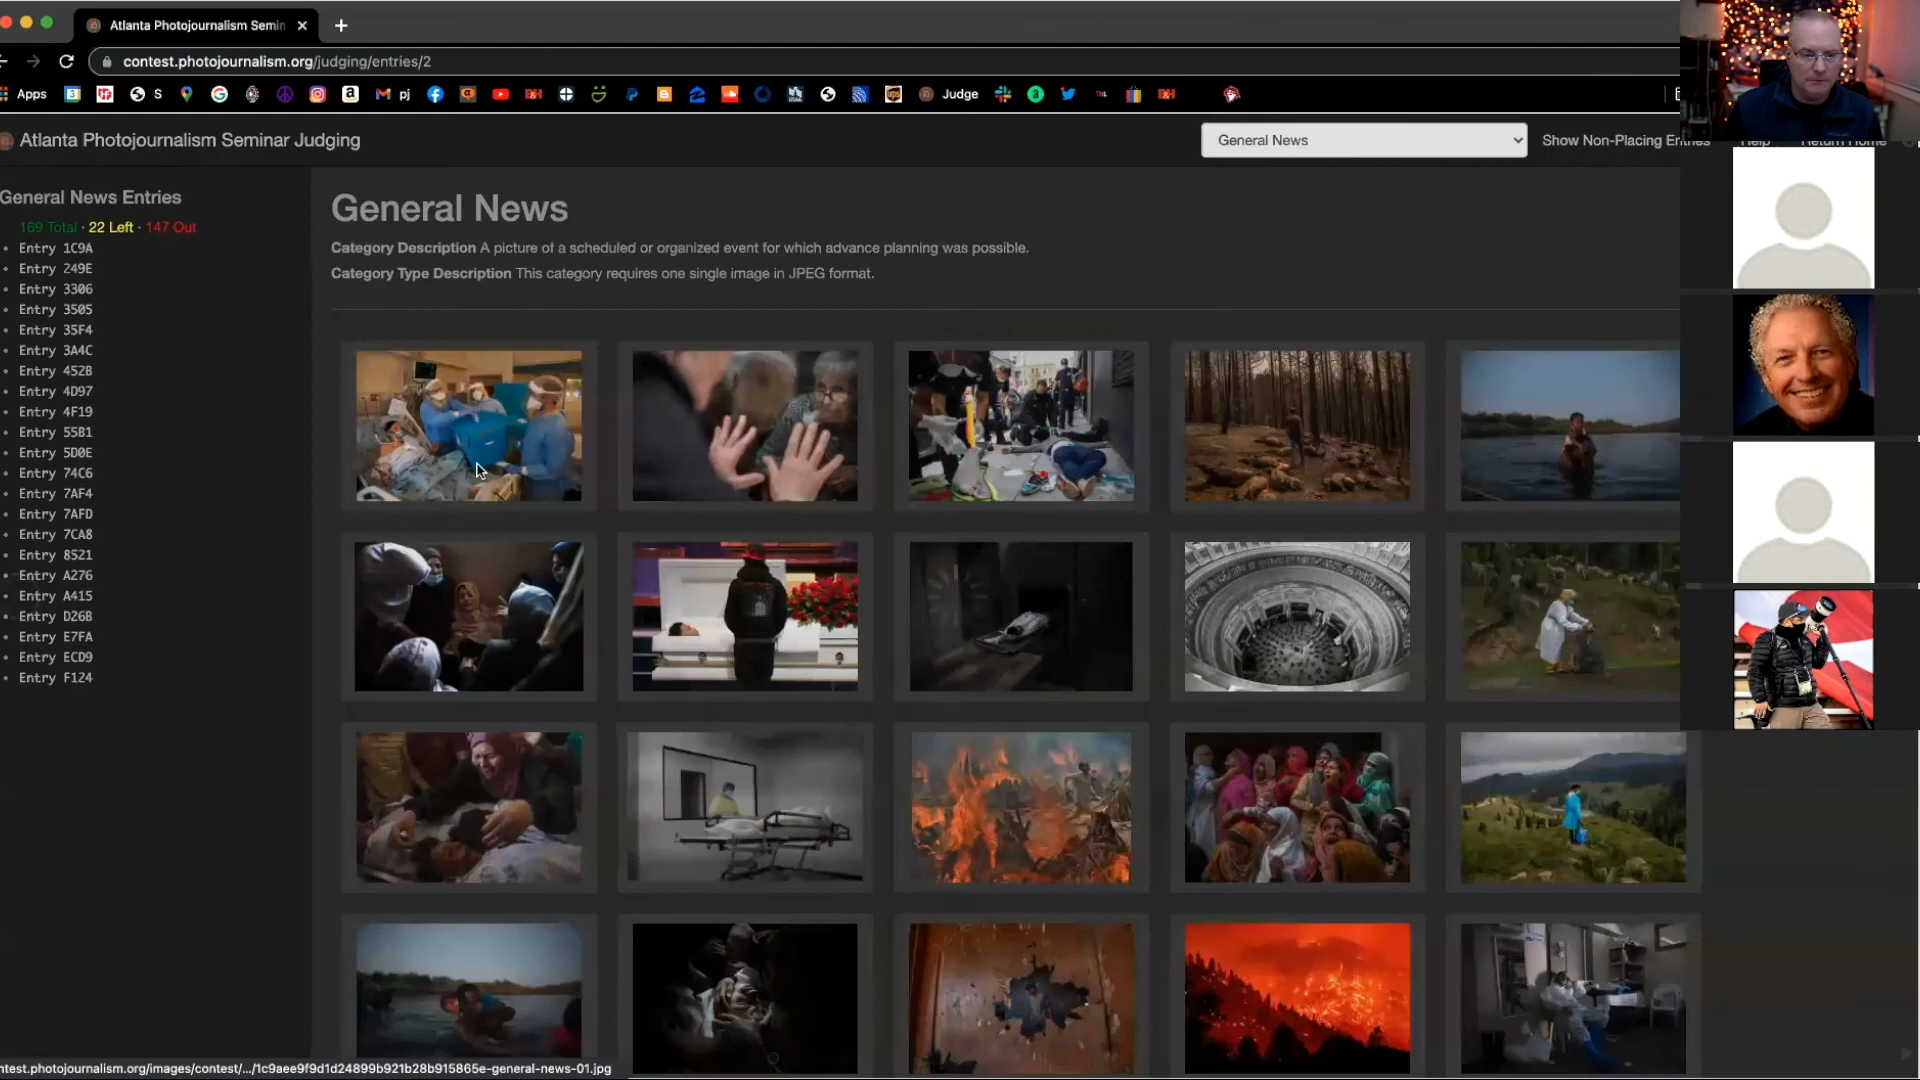 Atlanta Photojournalism Semin
contest.photojournalism.org/judging/entries/2
Apps
S
pj
Judge
Atlanta Photojournalism Seminar Judging
General News
Show Non-Placing Entries
Help
Return Home
General News Entries
169 Total · 22 Left · 147 Out
Entry 1C9A
Entry 249E
Entry 3306
Entry 3505
Entry 35F4
Entry 3A4C
Entry 452B
Entry 4D97
Entry 4F19
Entry 55B1
Entry 5D0E
Entry 74C6
Entry 7AF4
Entry 7AFD
Entry 7CA8
Entry 8521
Entry A276
Entry A415
Entry D26B
Entry E7FA
Entry ECD9
Entry F124
General News
Category Description A picture of a scheduled or organized event for which advance planning was possible.
Category Type Description This category requires one single image in JPEG format.
ntest.photojournalism.org/images/contest/.../1c9aee9f9d1d24899b921b28b915865e-general-news-01.jpg